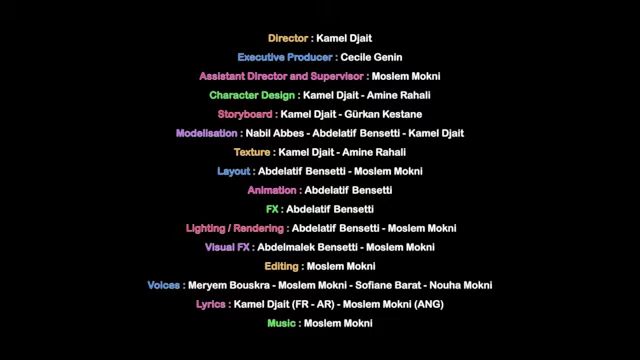 Director : Kamel Djait
Executive Producer : Cecile Genin
Assistant Director and Supervisor : Moslem Mokni
Character Design : Kamel Djait - Amine Rahali
Storyboard : Kamel Djait - Gürkan Kestane
Modelisation : Nabil Abbes - Abdelatif Bensetti - Kamel Djait
Texture : Kamel Djait - Amine Rahali
Layout : Abdelatif Bensetti - Moslem Mokni
Animation : Abdelatif Bensetti
FX : Abdelatif Bensetti
Lighting / Rendering : Abdelatif Bensetti - Moslem Mokni
Visual FX : Abdelmalek Bensetti - Moslem Mokni
Editing : Moslem Mokni
Voices : Meryem Bouskra - Moslem Mokni - Sofiane Barat - Nouha Mokni
Lyrics : Kamel Djait (FR - AR) - Moslem Mokni (ANG)
Music : Moslem Mokni